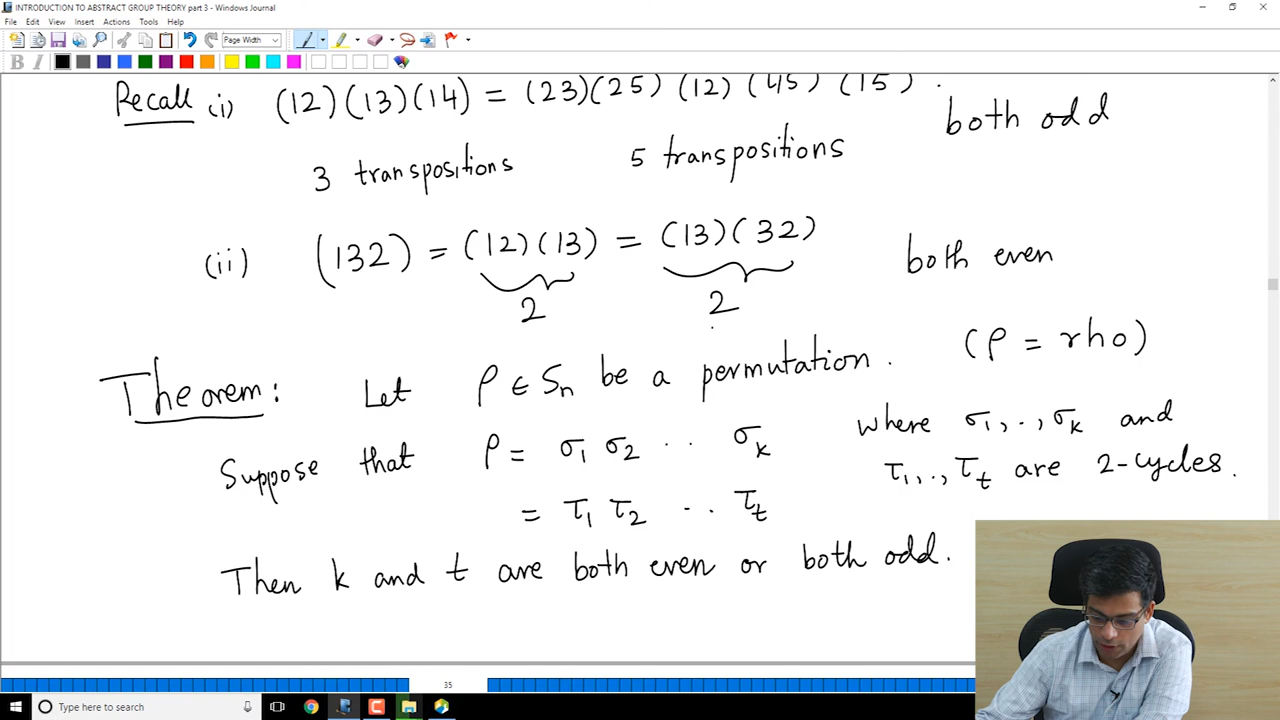 INTRODUCTION TO ABSTRACT GROUP THEORY part 3 - Windows Journal
File Edit View Insert Actions Tools Help
Page Width
B I
Recall (i) (12)(13)(14) = (23)(25) (12) (45) (15) .
both odd
3 transpositions 5 transpositions
(ii) (132) = (12)(13) = (13)(32) both even
2 2
(ρ = rho)
Theorem: Let ρ ∈ Sn be a permutation.
Suppose that ρ = σ1 σ2 .. σk where σ1,..,σk and
= τ1 τ2 .. τt τ1,..,τt are 2-cycles.
Then k and t are both even or both odd.
35
Type here to search